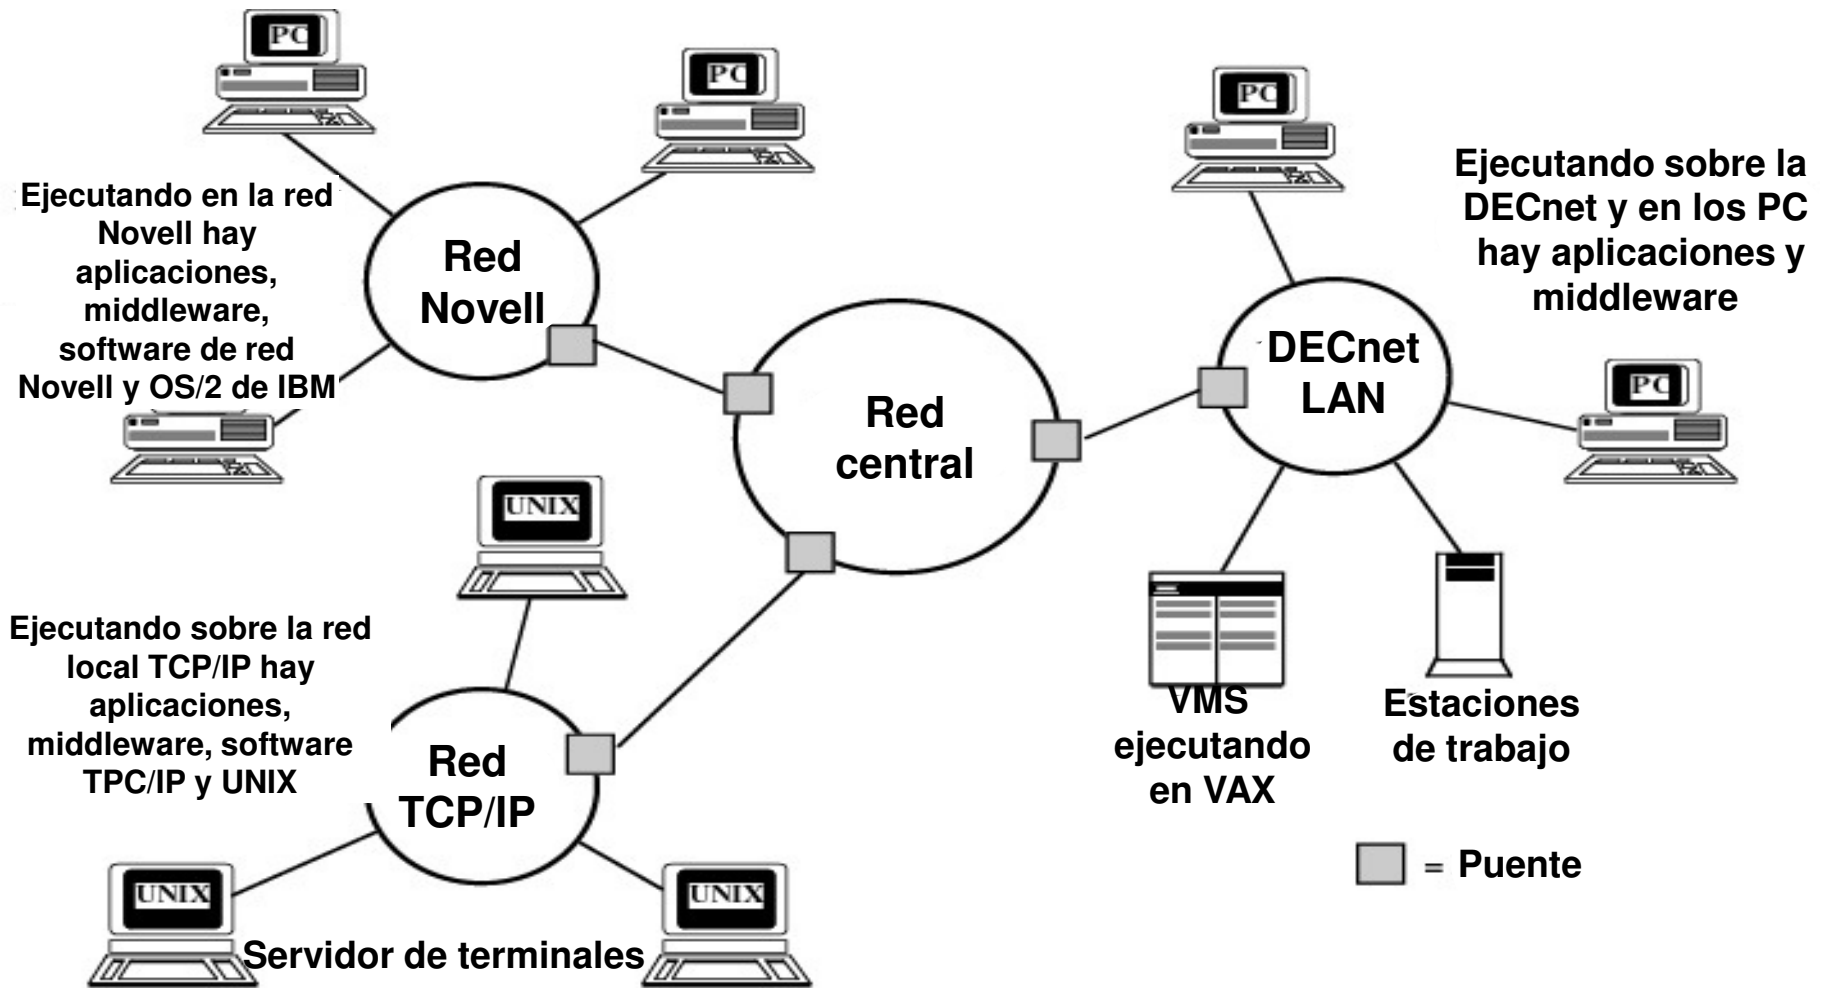 PC
PC
PC
Ejecutando en la red
Novell hay
aplicaciones,
middleware,
software de red
Novell y OS/2 de IBM
Red
Novell
Ejecutando sobre la
DECnet y en los PC
hay aplicaciones y
middleware
DECnet
LAN
PC
Red
central
UNIX
Ejecutando sobre la red
local TCP/IP hay
aplicaciones,
middleware, software
TPC/IP y UNIX
Red
TCP/IP
VMS
ejecutando
en VAX
Estaciones
de trabajo
= Puente
UNIX
UNIX
Servidor de terminales